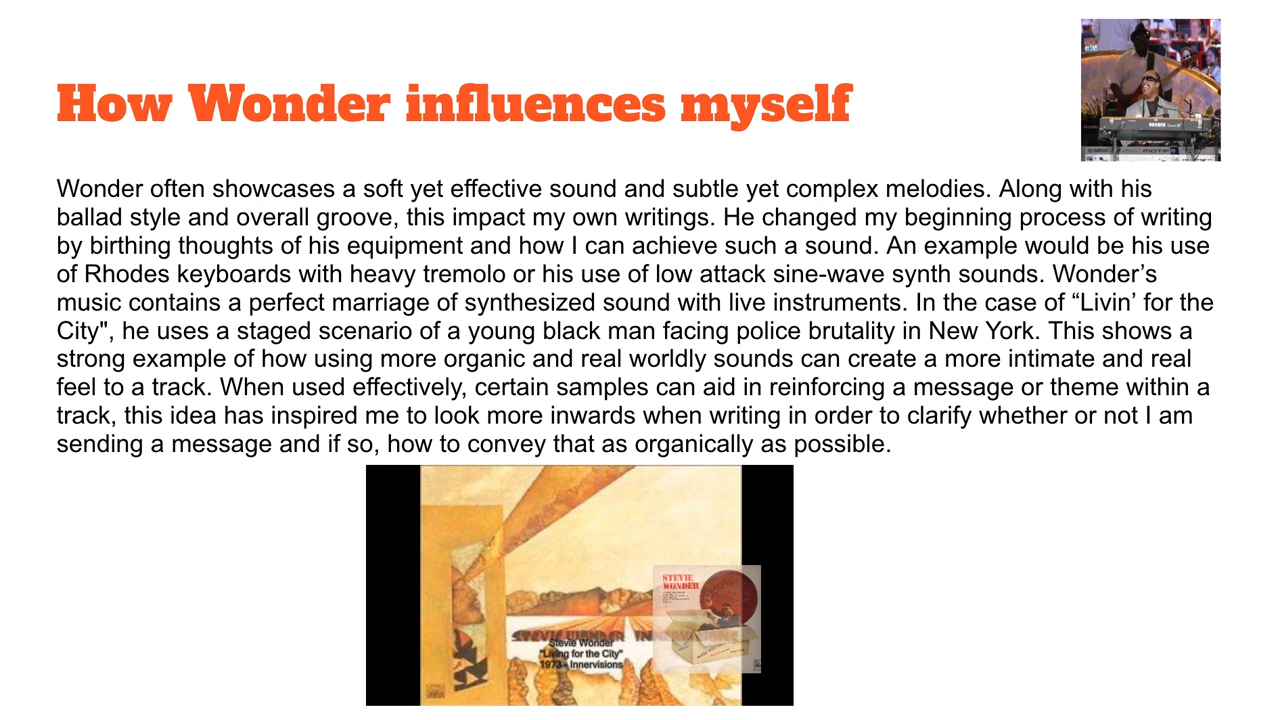 How Wonder influences myself
Wonder often showcases a soft yet effective sound and subtle yet complex melodies. Along with his
ballad style and overall groove, this impact my own writings. He changed my beginning process of writing
by birthing thoughts of his equipment and how I can achieve such a sound. An example would be his use
of Rhodes keyboards with heavy tremolo or his use of low attack sine-wave synth sounds. Wonder’s
music contains a perfect marriage of synthesized sound with live instruments. In the case of “Livin’ for the
City", he uses a staged scenario of a young black man facing police brutality in New York. This shows a
strong example of how using more organic and real worldly sounds can create a more intimate and real
feel to a track. When used effectively, certain samples can aid in reinforcing a message or theme within a
track, this idea has inspired me to look more inwards when writing in order to clarify whether or not I am
sending a message and if so, how to convey that as organically as possible.
STEVIE
WONDER
STEVIE WONDER INNERVISIONS
Stevie Wonder
"Living for the City"
1973 - Innervisions
MOTIF